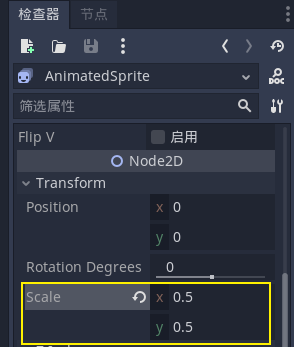 检查器 节点
AnimatedSprite
DOC
筛选属性
Flip V 启用
Node2D
Transform
Position x 0
y 0
Rotation Degrees 0
Scale x 0.5
y 0.5